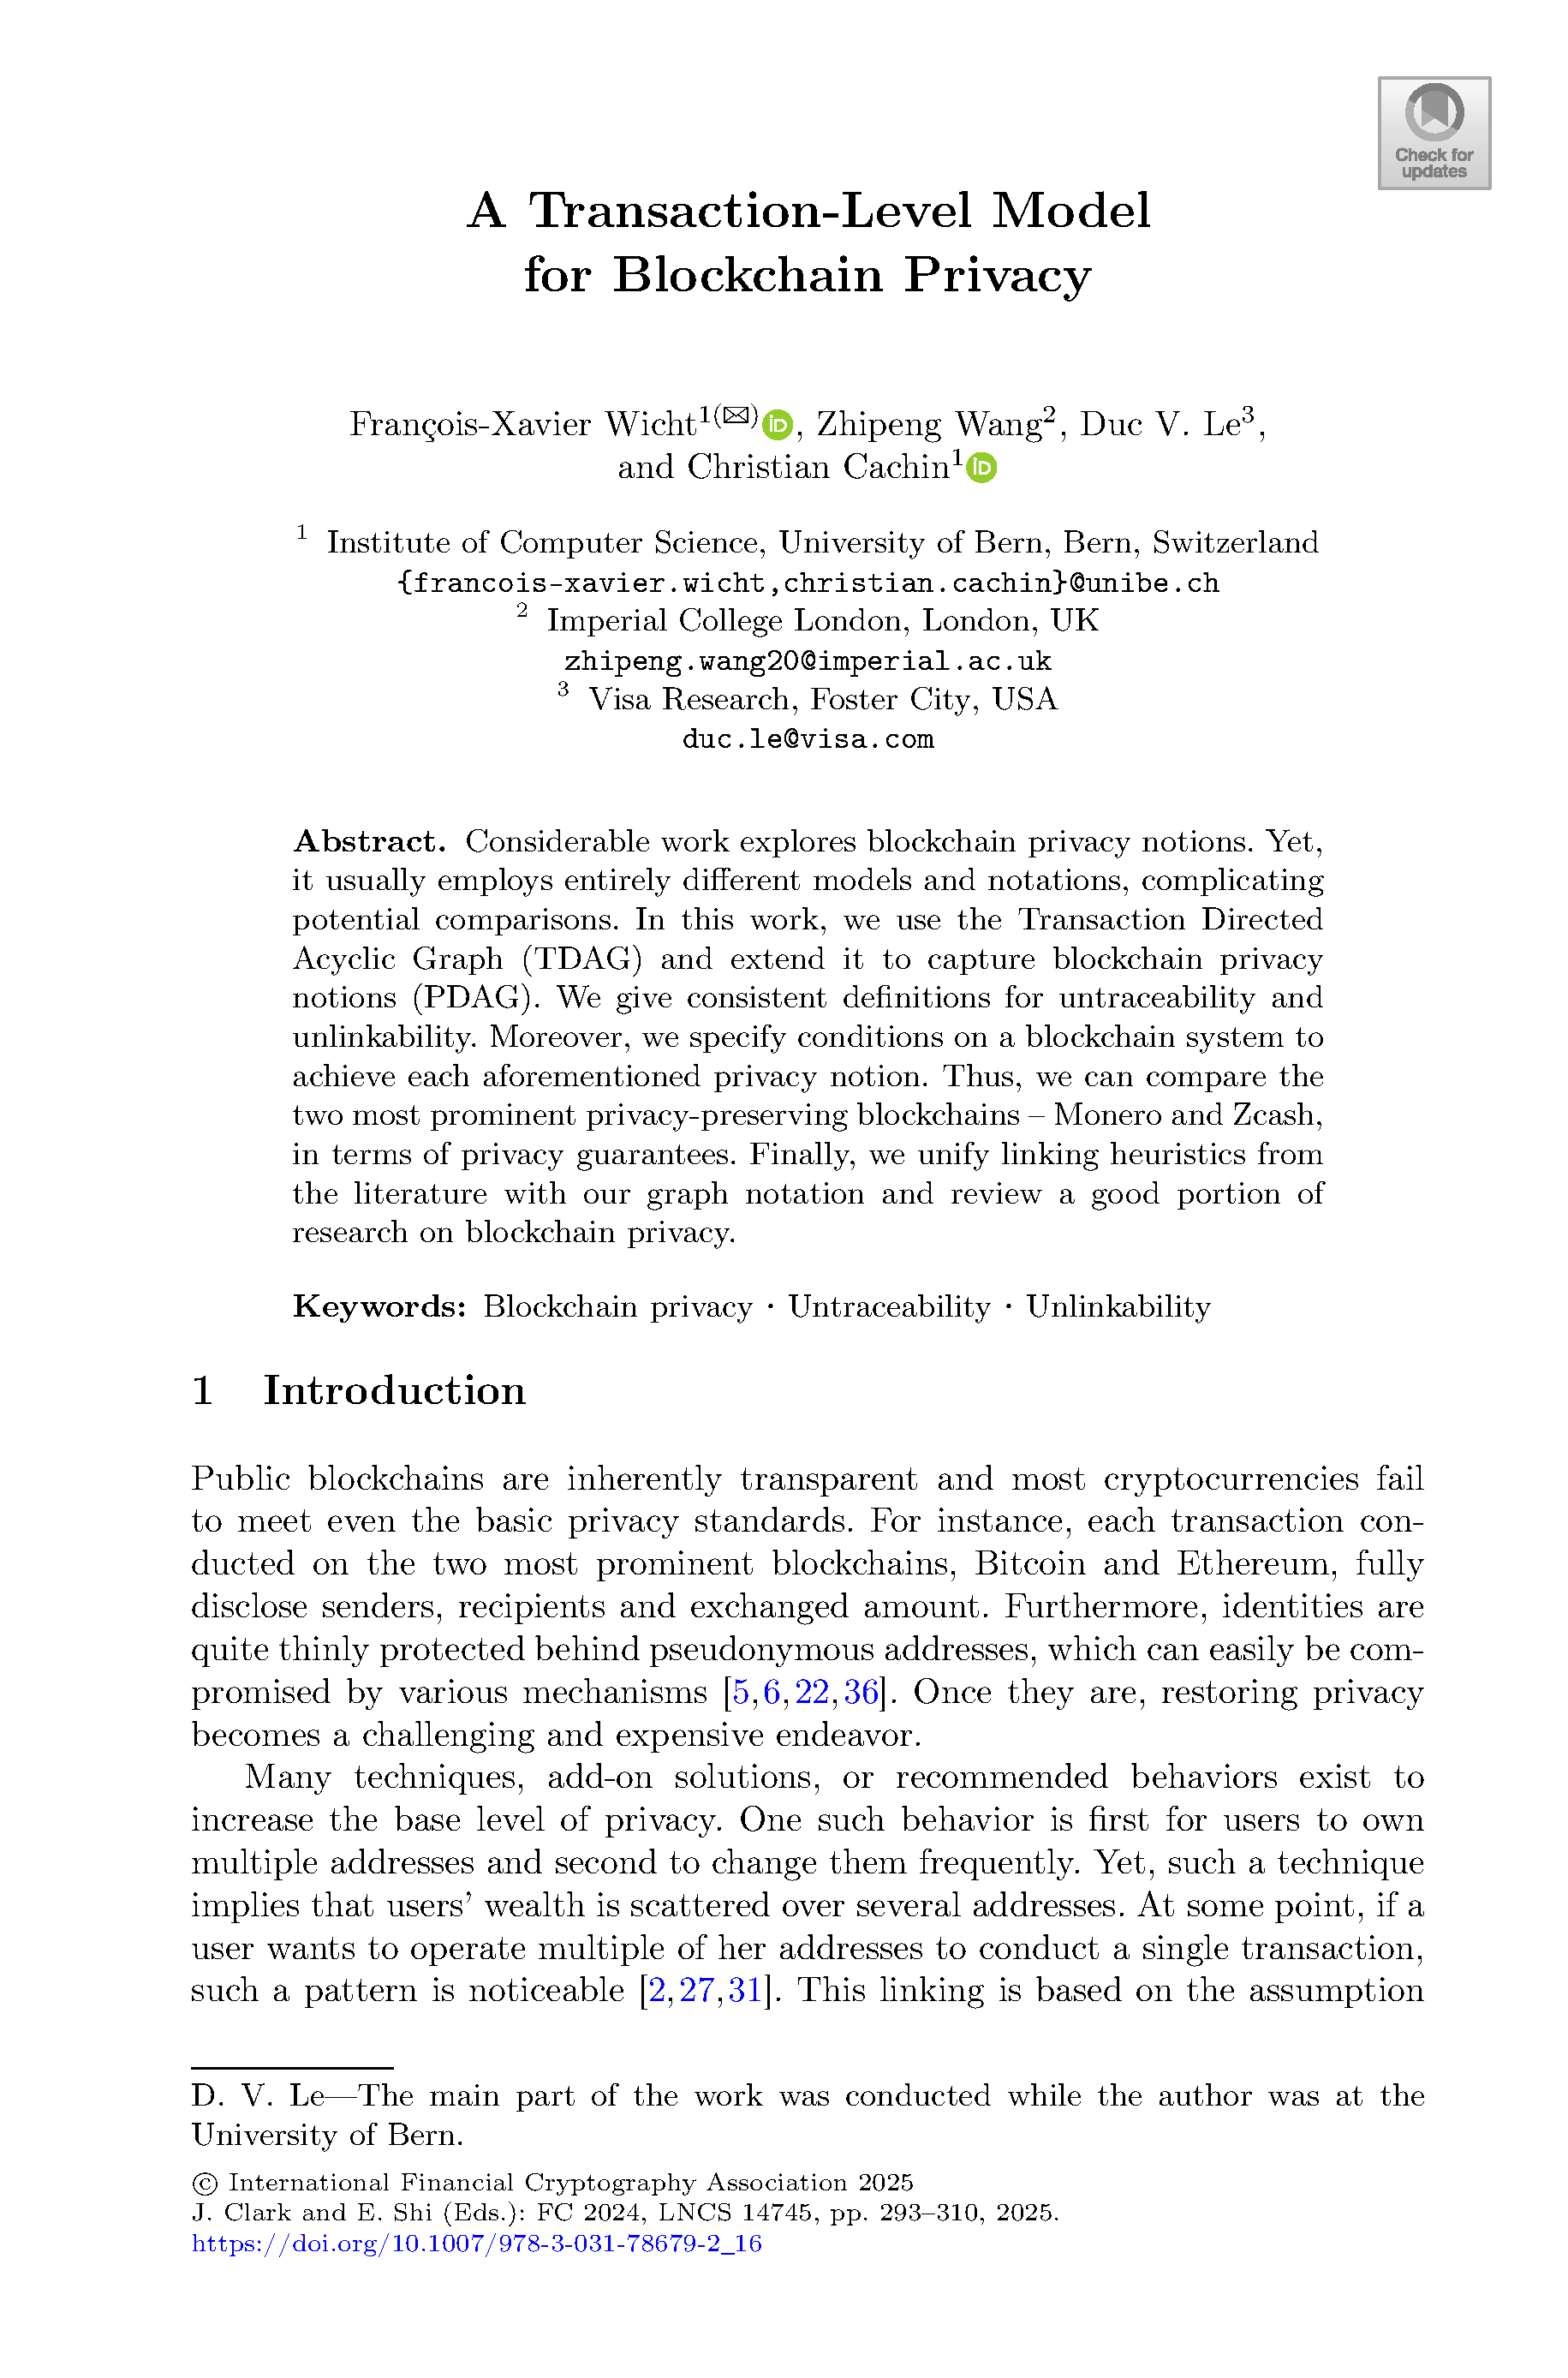 Check for
updates
A Transaction-Level Model
for Blockchain Privacy
François-Xavier Wicht1(✉) iD, Zhipeng Wang2, Duc V. Le3,
and Christian Cachin1 iD
1 Institute of Computer Science, University of Bern, Bern, Switzerland
{francois-xavier.wicht,christian.cachin}@unibe.ch
2 Imperial College London, London, UK
zhipeng.wang20@imperial.ac.uk
3 Visa Research, Foster City, USA
duc.le@visa.com
Abstract. Considerable work explores blockchain privacy notions. Yet,
it usually employs entirely different models and notations, complicating
potential comparisons. In this work, we use the Transaction Directed
Acyclic Graph (TDAG) and extend it to capture blockchain privacy
notions (PDAG). We give consistent definitions for untraceability and
unlinkability. Moreover, we specify conditions on a blockchain system to
achieve each aforementioned privacy notion. Thus, we can compare the
two most prominent privacy-preserving blockchains – Monero and Zcash,
in terms of privacy guarantees. Finally, we unify linking heuristics from
the literature with our graph notation and review a good portion of
research on blockchain privacy.
Keywords: Blockchain privacy · Untraceability · Unlinkability
1 Introduction
Public blockchains are inherently transparent and most cryptocurrencies fail
to meet even the basic privacy standards. For instance, each transaction con-
ducted on the two most prominent blockchains, Bitcoin and Ethereum, fully
disclose senders, recipients and exchanged amount. Furthermore, identities are
quite thinly protected behind pseudonymous addresses, which can easily be com-
promised by various mechanisms [5,6,22,36]. Once they are, restoring privacy
becomes a challenging and expensive endeavor.
Many techniques, add-on solutions, or recommended behaviors exist to
increase the base level of privacy. One such behavior is first for users to own
multiple addresses and second to change them frequently. Yet, such a technique
implies that users' wealth is scattered over several addresses. At some point, if a
user wants to operate multiple of her addresses to conduct a single transaction,
such a pattern is noticeable [2,27,31]. This linking is based on the assumption
D. V. Le—The main part of the work was conducted while the author was at the
University of Bern.
© International Financial Cryptography Association 2025
J. Clark and E. Shi (Eds.): FC 2024, LNCS 14745, pp. 293–310, 2025.
https://doi.org/10.1007/978-3-031-78679-2_16